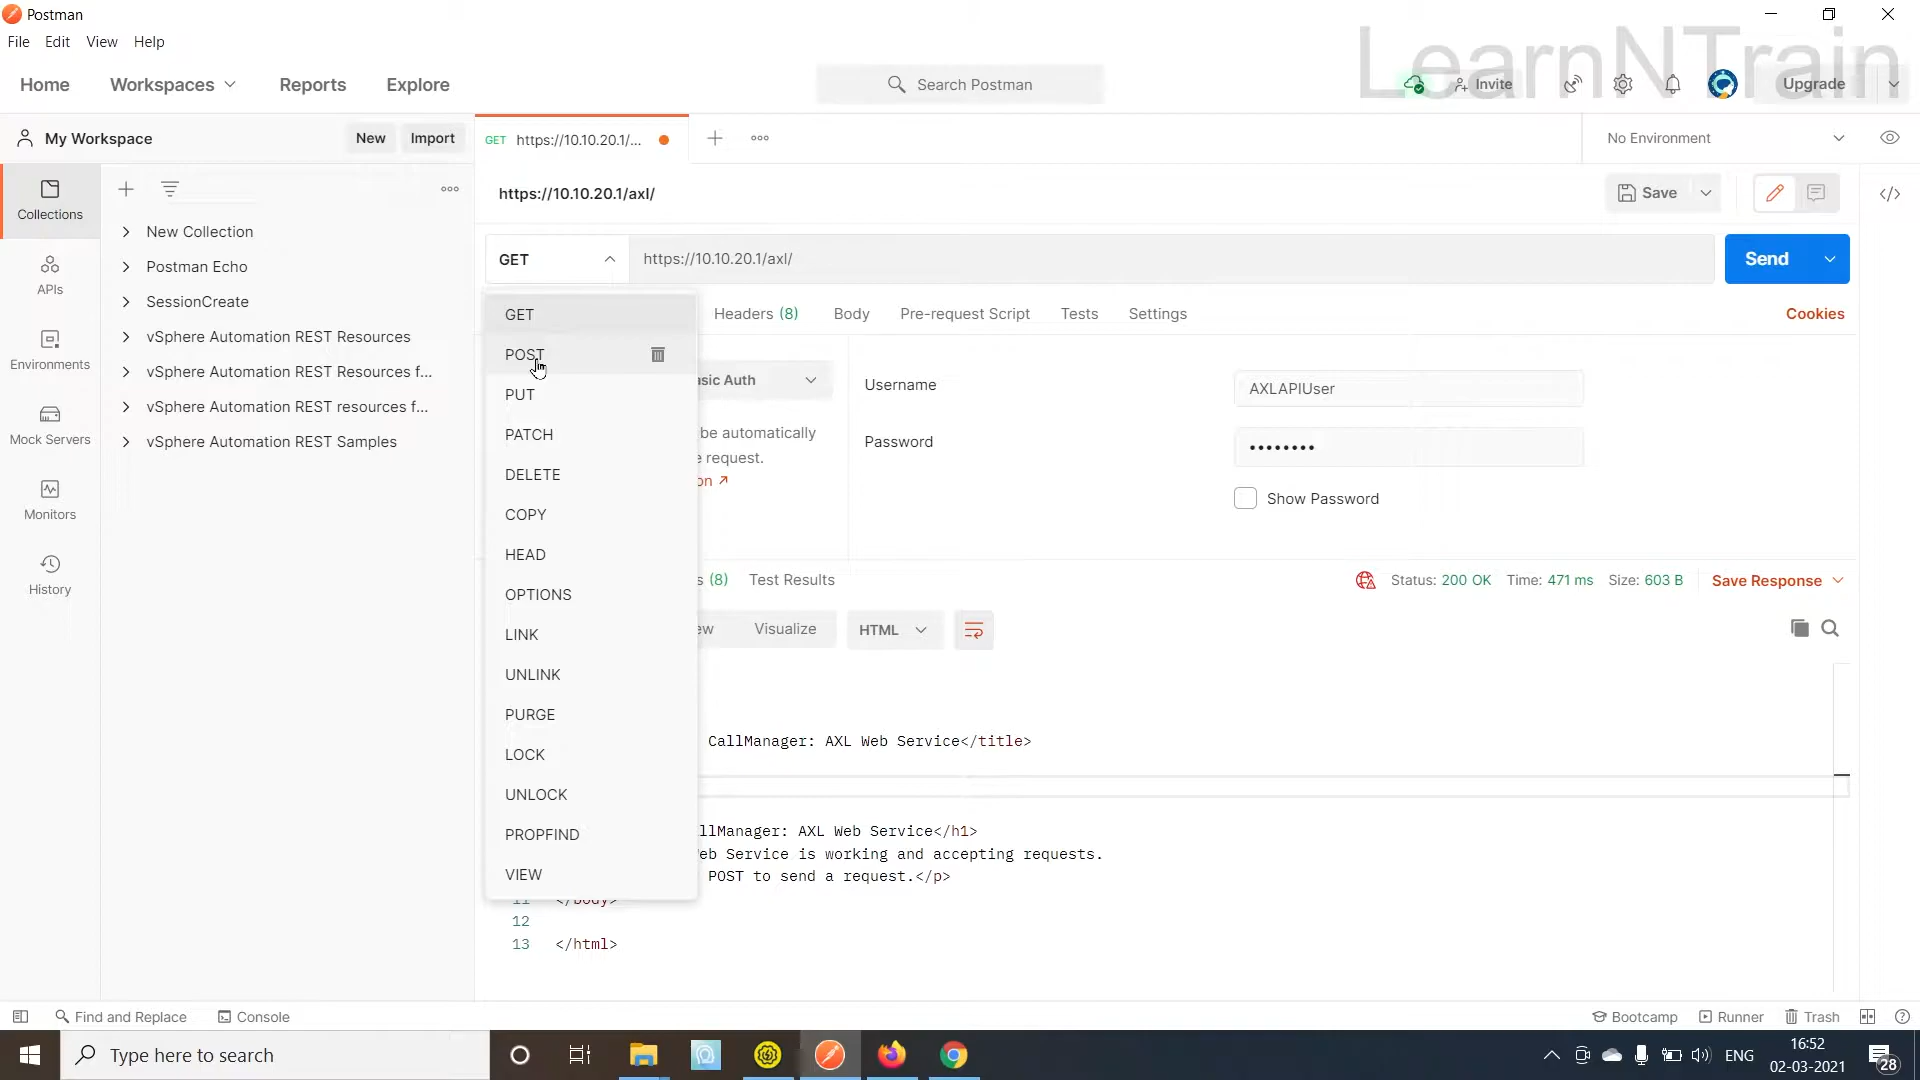 Postman
File Edit View Help
LearnNTrain
Home Workspaces Reports Explore Search Postman Invite Upgrade
My Workspace New Import GET https://10.10.20.1/... No Environment
https://10.10.20.1/axl/ Save
Collections
New Collection
GET https://10.10.20.1/axl/ Send
Postman Echo
APIs
SessionCreate
GET Headers (8) Body Pre-request Script Tests Settings Cookies
vSphere Automation REST Resources
POST
Environments
vSphere Automation REST Resources f...
sic Auth Username AXLAPIUser
PUT
vSphere Automation REST resources f...
PATCH be automatically Password ••••••••
Mock Servers
vSphere Automation REST Samples
request.
DELETE on
Show Password
Monitors
COPY
HEAD
History
s (8) Test Results Status: 200 OK Time: 471 ms Size: 603 B Save Response
OPTIONS
LINK ew Visualize HTML
UNLINK
PURGE
CallManager: AXL Web Service</title>
LOCK
UNLOCK
llManager: AXL Web Service</h1>
PROPFIND
eb Service is working and accepting requests.
VIEW POST to send a request.</p>
11 </body>
12
13 </html>
Find and Replace Console Bootcamp Runner Trash
Type here to search ENG 16:52
02-03-2021 28